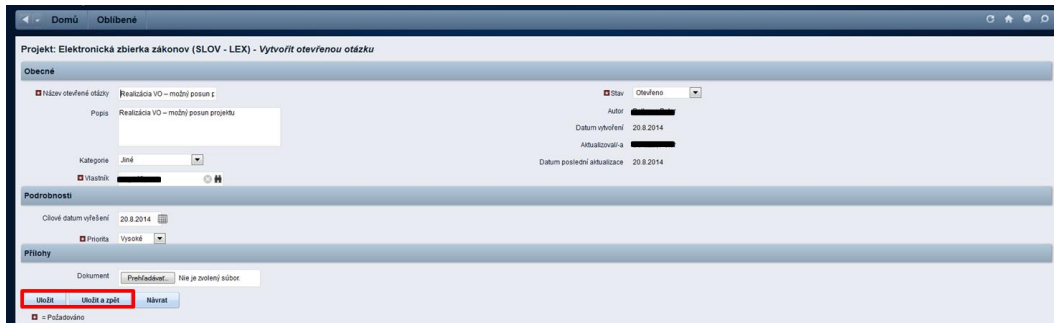 Domů Oblíbené
Projekt: Elektronická zbierka zákonov (SLOV - LEX) - Vytvořit otevřenou otázku
Obecné
Název otevřené otázky Realizácia VO – možný posun p
Stav Otevřeno
Popis Realizácia VO – možný posun projektu
Autor
Datum vytvoření 20.8.2014
Aktualizoval/-a
Kategorie Jiné
Datum poslední aktualizace 20.8.2014
Vlastník
Podrobnosti
Cílové datum vyřešení 20.8.2014
Priorita Vysoké
Přílohy
Dokument Prehľadávať... Nie je zvolený súbor.
Uložit Uložit a zpět Návrat
= Požadováno